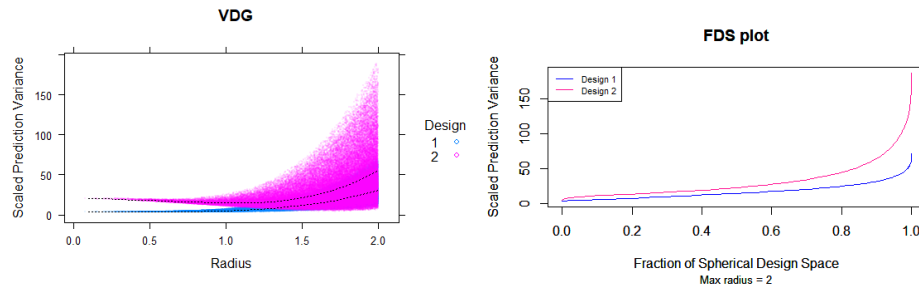 VDG
Scaled Prediction Variance
0
50
100
150
0.0
0.5
1.0
1.5
2.0
Radius
Design
1
2
FDS plot
Design 1
Design 2
Scaled Prediction Variance
0
50
100
150
0.0
0.2
0.4
0.6
0.8
1.0
Fraction of Spherical Design Space
Max radius = 2